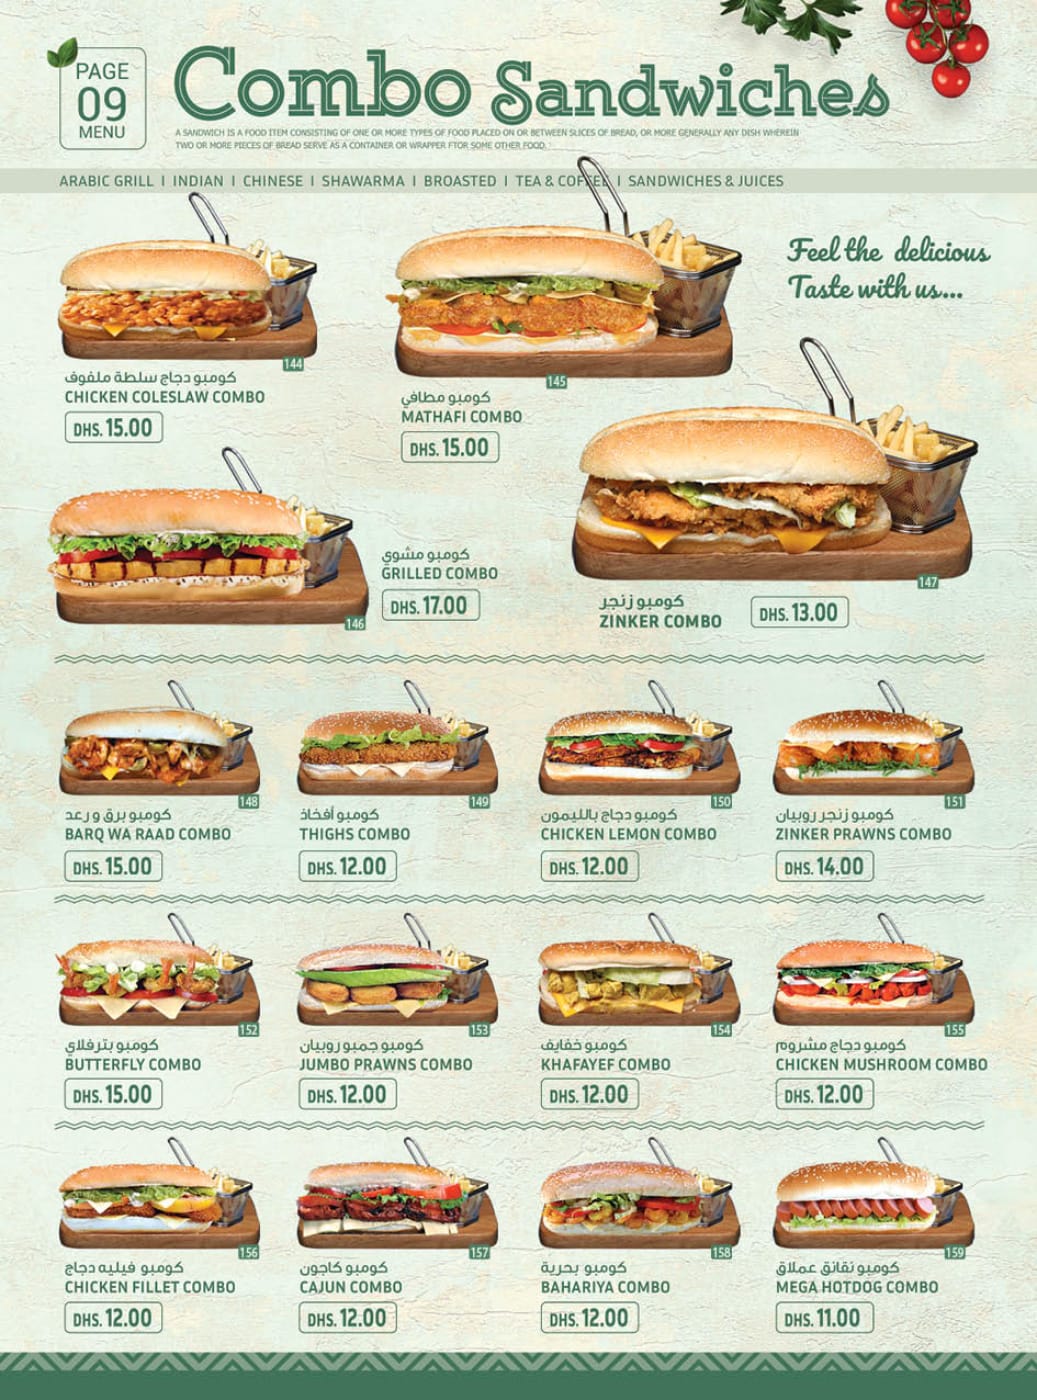 PAGE
09
MENU
Combo Sandwiches
A SANDWICH IS A FOOD ITEM CONSISTING OF ONE OR MORE TYPES OF FOOD PLACED ON OR BETWEEN SLICES OF BREAD, OR MORE GENERALLY ANY DISH WHEREIN
TWO OR MORE PIECES OF BREAD SERVE AS A CONTAINER OR WRAPPER FTOR SOME OTHER FOOD.
ARABIC GRILL I INDIAN I CHINESE I SHAWARMA I BROASTED I TEA & COFFEE I SANDWICHES & JUICES
Feel the delicious
Taste with us...
144
كومبو دجاج سلطة ملفوف
CHICKEN COLESLAW COMBO
DHS. 15.00
145
كومبو مطافي
MATHAFI COMBO
DHS. 15.00
146
كومبو مشوي
GRILLED COMBO
DHS. 17.00
147
كومبو زنجر
ZINKER COMBO
DHS. 13.00
148
كومبو برق و رعد
BARQ WA RAAD COMBO
DHS. 15.00
149
كومبو أفخاذ
THIGHS COMBO
DHS. 12.00
150
كومبو دجاج بالليمون
CHICKEN LEMON COMBO
DHS. 12.00
151
كومبو زنجر روبيان
ZINKER PRAWNS COMBO
DHS. 14.00
152
كومبو بترفلاي
BUTTERFLY COMBO
DHS. 15.00
153
كومبو جمبو روبيان
JUMBO PRAWNS COMBO
DHS. 12.00
154
كومبو خفايف
KHAFAYEF COMBO
DHS. 12.00
155
كومبو دجاج مشروم
CHICKEN MUSHROOM COMBO
DHS. 12.00
156
كومبو فيليه دجاج
CHICKEN FILLET COMBO
DHS. 12.00
157
كومبو كاجون
CAJUN COMBO
DHS. 12.00
158
كومبو بحرية
BAHARIYA COMBO
DHS. 12.00
159
كومبو نقانق عملاق
MEGA HOTDOG COMBO
DHS. 11.00